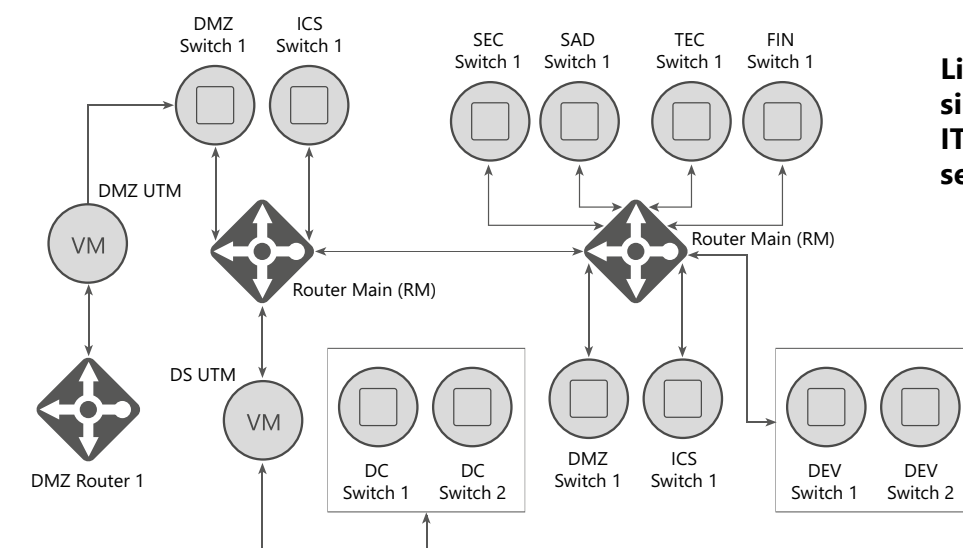 DMZ
Switch 1
ICS
Switch 1
SEC
Switch 1
SAD
Switch 1
TEC
Switch 1
FIN
Switch 1
Li
si
IT
se
DMZ UTM
VM
Router Main (RM)
Router Main (RM)
DS UTM
VM
DMZ Router 1
DC
Switch 1
DC
Switch 2
DMZ
Switch 1
ICS
Switch 1
DEV
Switch 1
DEV
Switch 2